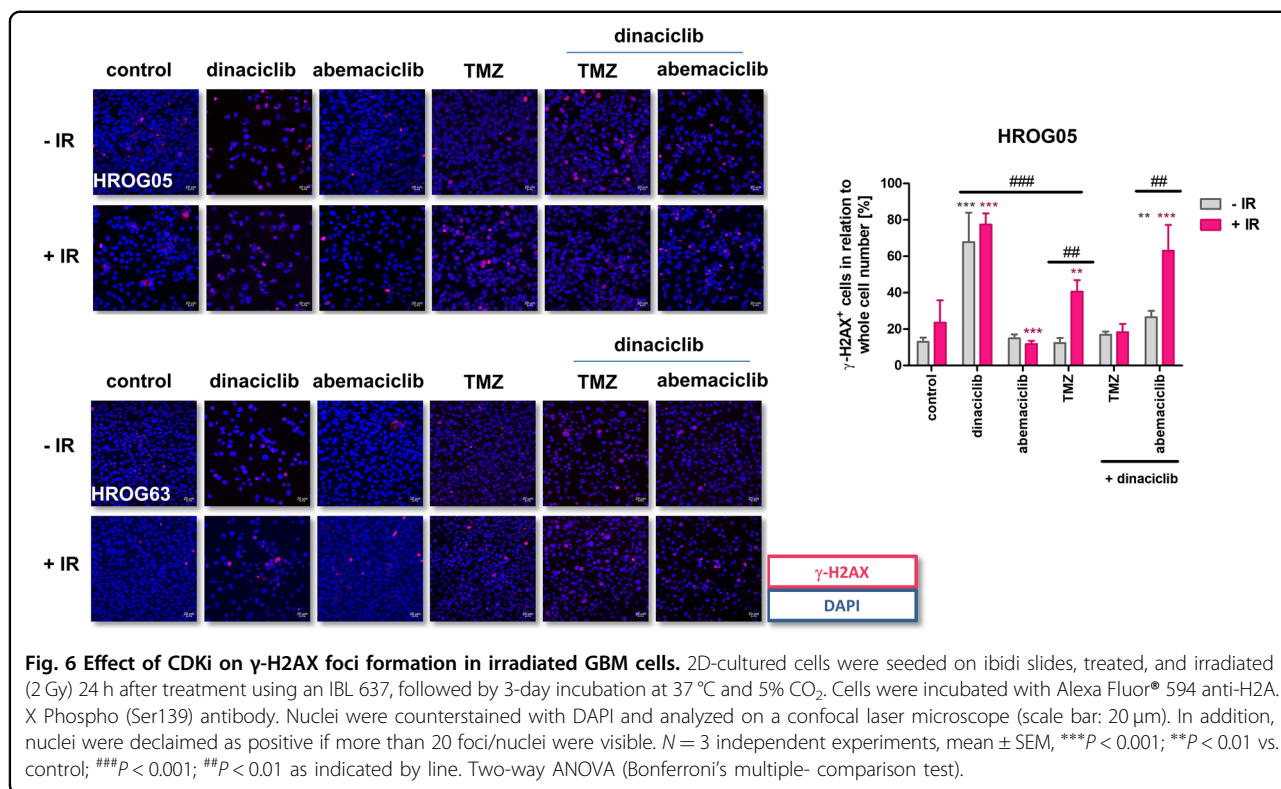 dinaciclib
control dinaciclib abemaciclib TMZ TMZ abemaciclib
- IR
HROG05
+ IR
dinaciclib
control dinaciclib abemaciclib TMZ TMZ abemaciclib
- IR
HROG63
+ IR
γ-H2AX
DAPI
HROG05
γ-H2AX+ cells in relation to
whole cell number [%]
100
80
60
40
20
0
###
##
##
*** *** *** ** ** ***
- IR
+ IR
control
dinaciclib
abemaciclib
TMZ
TMZ
abemaciclib
+ dinaciclib
Fig. 6 Effect of CDKi on γ-H2AX foci formation in irradiated GBM cells. 2D-cultured cells were seeded on ibidi slides, treated, and irradiated
(2 Gy) 24 h after treatment using an IBL 637, followed by 3-day incubation at 37 °C and 5% CO₂. Cells were incubated with Alexa Fluor® 594 anti-H2A.
X Phospho (Ser139) antibody. Nuclei were counterstained with DAPI and analyzed on a confocal laser microscope (scale bar: 20 μm). In addition,
nuclei were declaimed as positive if more than 20 foci/nuclei were visible. N = 3 independent experiments, mean ± SEM, ***P < 0.001; **P < 0.01 vs.
control; ###P < 0.001; ##P < 0.01 as indicated by line. Two-way ANOVA (Bonferroni's multiple- comparison test).